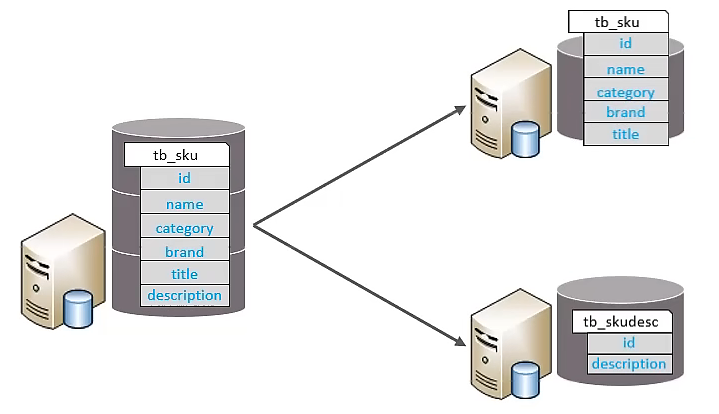 tb_sku
id
name
category
brand
title
description
tb_sku
id
name
category
brand
title
tb_skudesc
id
description